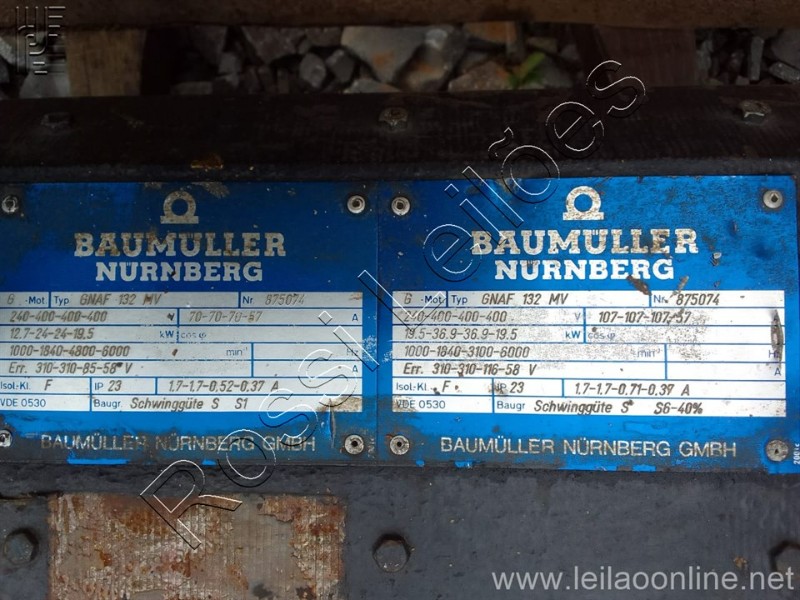 BAUMÜLLER
NÜRNBERG
G - Mot. Typ GNAF 132 MV Nr. 875074
240-400-400-400 V 70-70-70-57 A
12.7-24-24-19,5 kW cos φ
1000-1840-4800-6000 min⁻¹ Hz
Err. 310-310-85-58 V A
Isol.-Kl. F IP 23 1.7-1.7-0.52-0.37 A
VDE 0530 Baugr. Schwinggüte S S1
BAUMÜLLER NÜRNBERG GMBH
BAUMÜLLER
NÜRNBERG
G - Mot. Typ GNAF 132 MV Nr. 875074
240-400-400-400 V 107-107-107-57 A
19.5-36.9-36.9-19.5 kW cos φ
1000-1840-3100-6000 min⁻¹ Hz
Err. 310-310-116-58 V A
Isol.-Kl. F IP 23 1.7-1.7-0.71-0.37 A
VDE 0530 Baugr. Schwinggüte S S6-40%
BAUMÜLLER NÜRNBERG GMBH
Rossi Leilões
www.leilaoonline.net